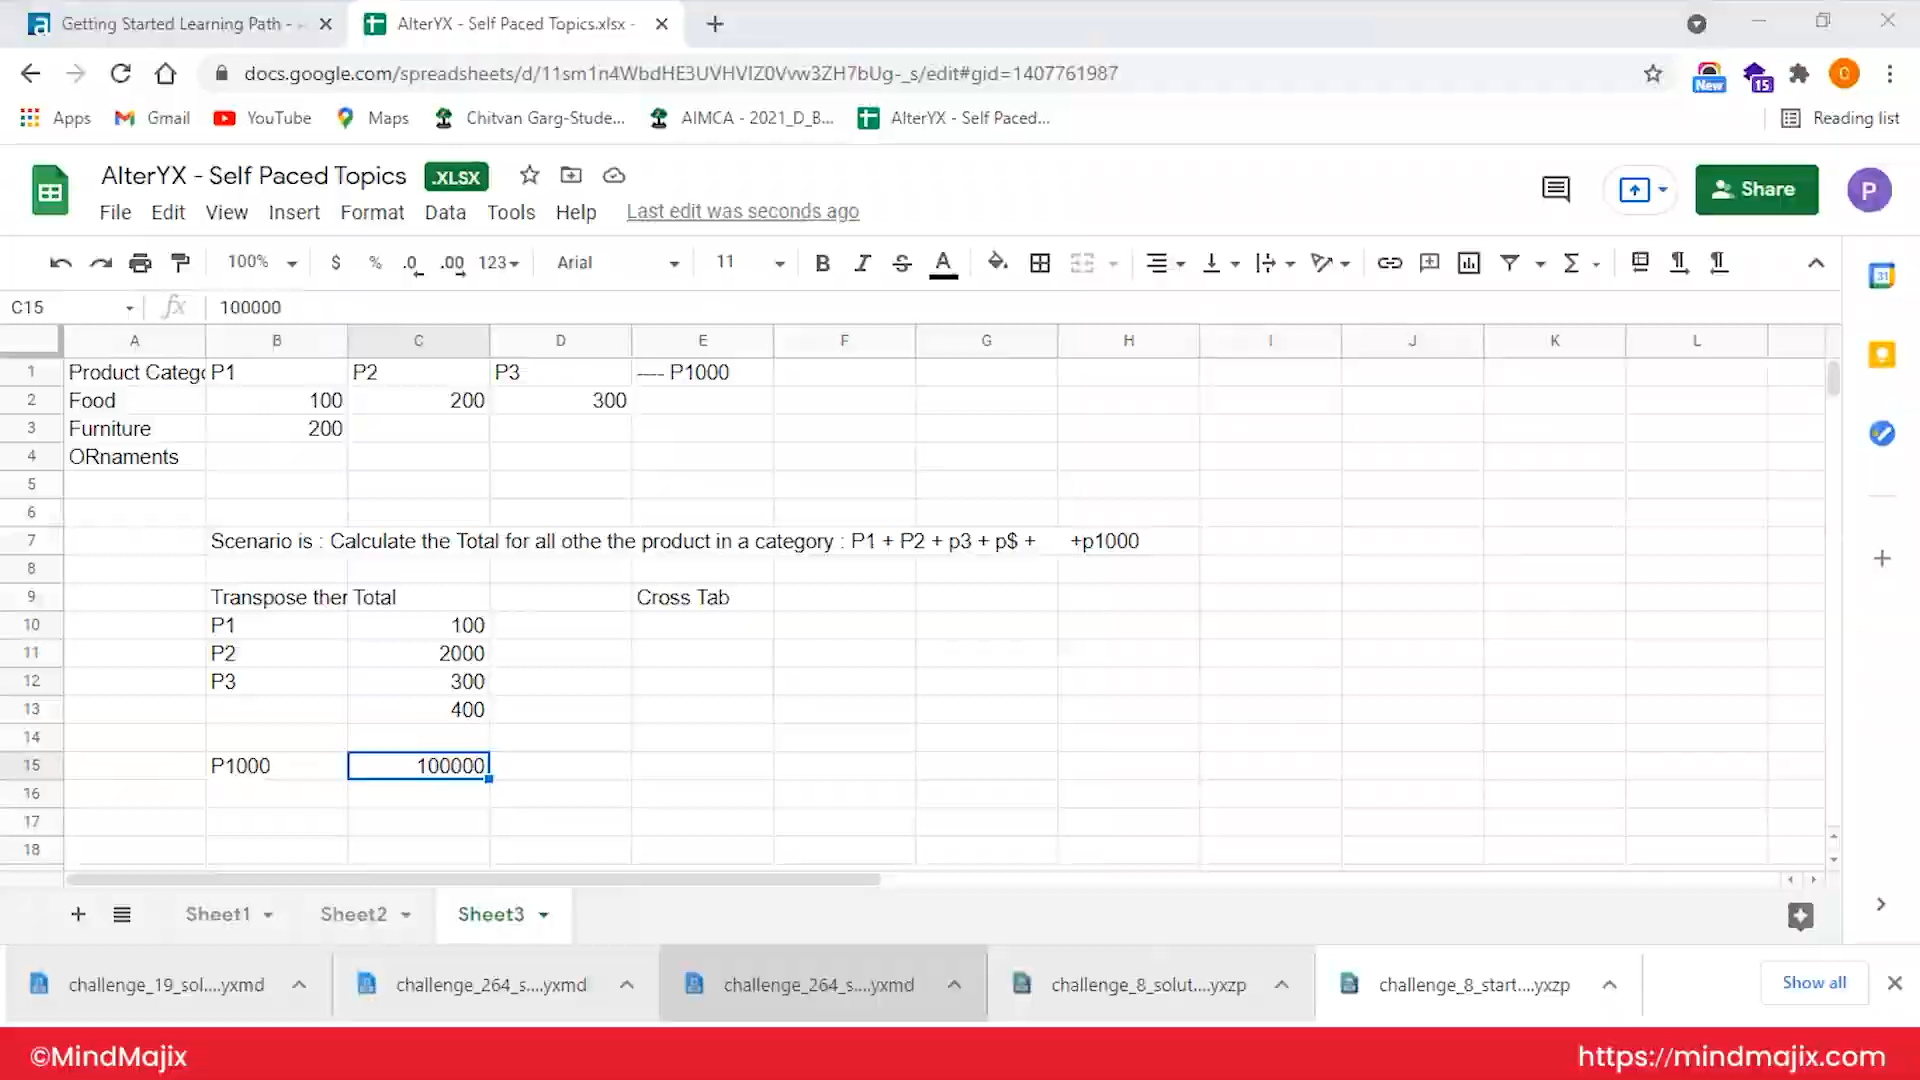 Getting Started Learning Path -
AlterYX - Self Paced Topics.xlsx -
docs.google.com/spreadsheets/d/11sm1n4WbdHE3UVHVIZ0Vvw3ZH7bUg-_s/edit#gid=1407761987
New
15
C
Apps
Gmail
YouTube
Maps
Chitvan Garg-Stude...
AIMCA - 2021_D_B...
AlterYX - Self Paced...
Reading list
AlterYX - Self Paced Topics
.XLSX
Share
P
File Edit View Insert Format Data Tools Help Last edit was seconds ago
100% $ % .0 .00 123 Arial 11 B I S A
31
C15 fx 100000
A B C D E F G H I J K L
1 Product Catego P1 P2 P3 ---- P1000
2 Food 100 200 300
3 Furniture 200
4 ORnaments
5
6
7 Scenario is : Calculate the Total for all othe the product in a category : P1 + P2 + p3 + p$ + +p1000
8
9 Transpose ther Total Cross Tab
10 P1 100
11 P2 2000
12 P3 300
13 400
14
15 P1000 100000
16
17
18
Sheet1 Sheet2 Sheet3
challenge_19_sol....yxmd
challenge_264_s....yxmd
challenge_264_s....yxmd
challenge_8_solut....yxzp
challenge_8_start....yxzp
Show all
©MindMajix
https://mindmajix.com